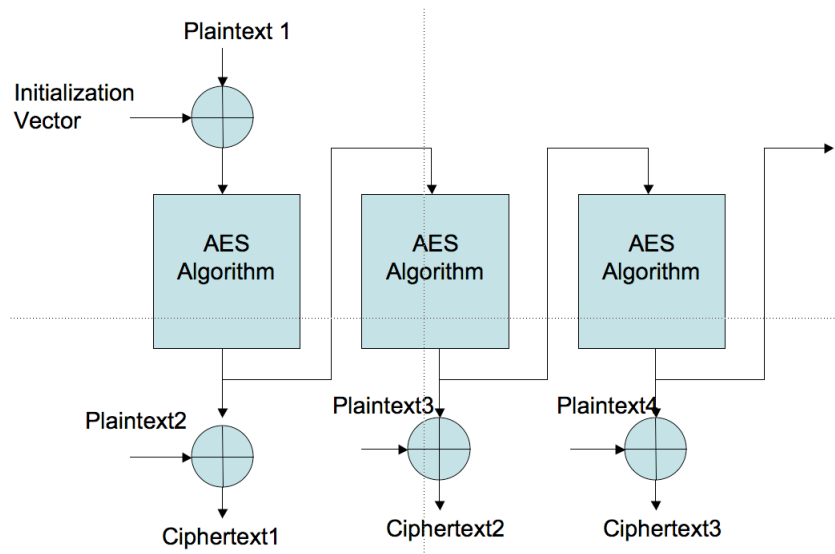 Plaintext 1
Initialization
Vector
AES
Algorithm
AES
Algorithm
AES
Algorithm
Plaintext2
Plaintext3
Plaintext4
Ciphertext1
Ciphertext2
Ciphertext3